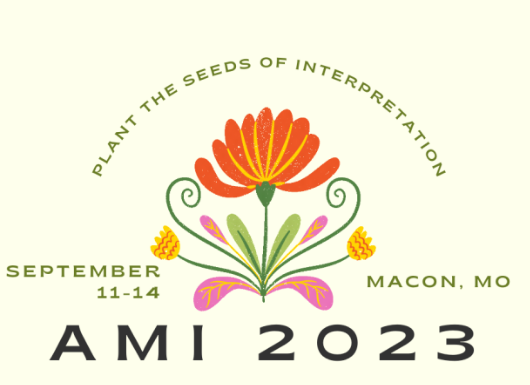 PLANT THE SEEDS OF INTERPRETATION
SEPTEMBER
11-14
MACON, MO
AMI 2023